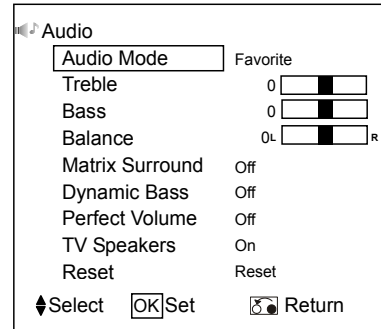 Audio
Audio Mode Favorite
Treble 0
Bass 0
Balance 0L R
Matrix Surround Off
Dynamic Bass Off
Perfect Volume Off
TV Speakers On
Reset Reset
Select OK Set Return